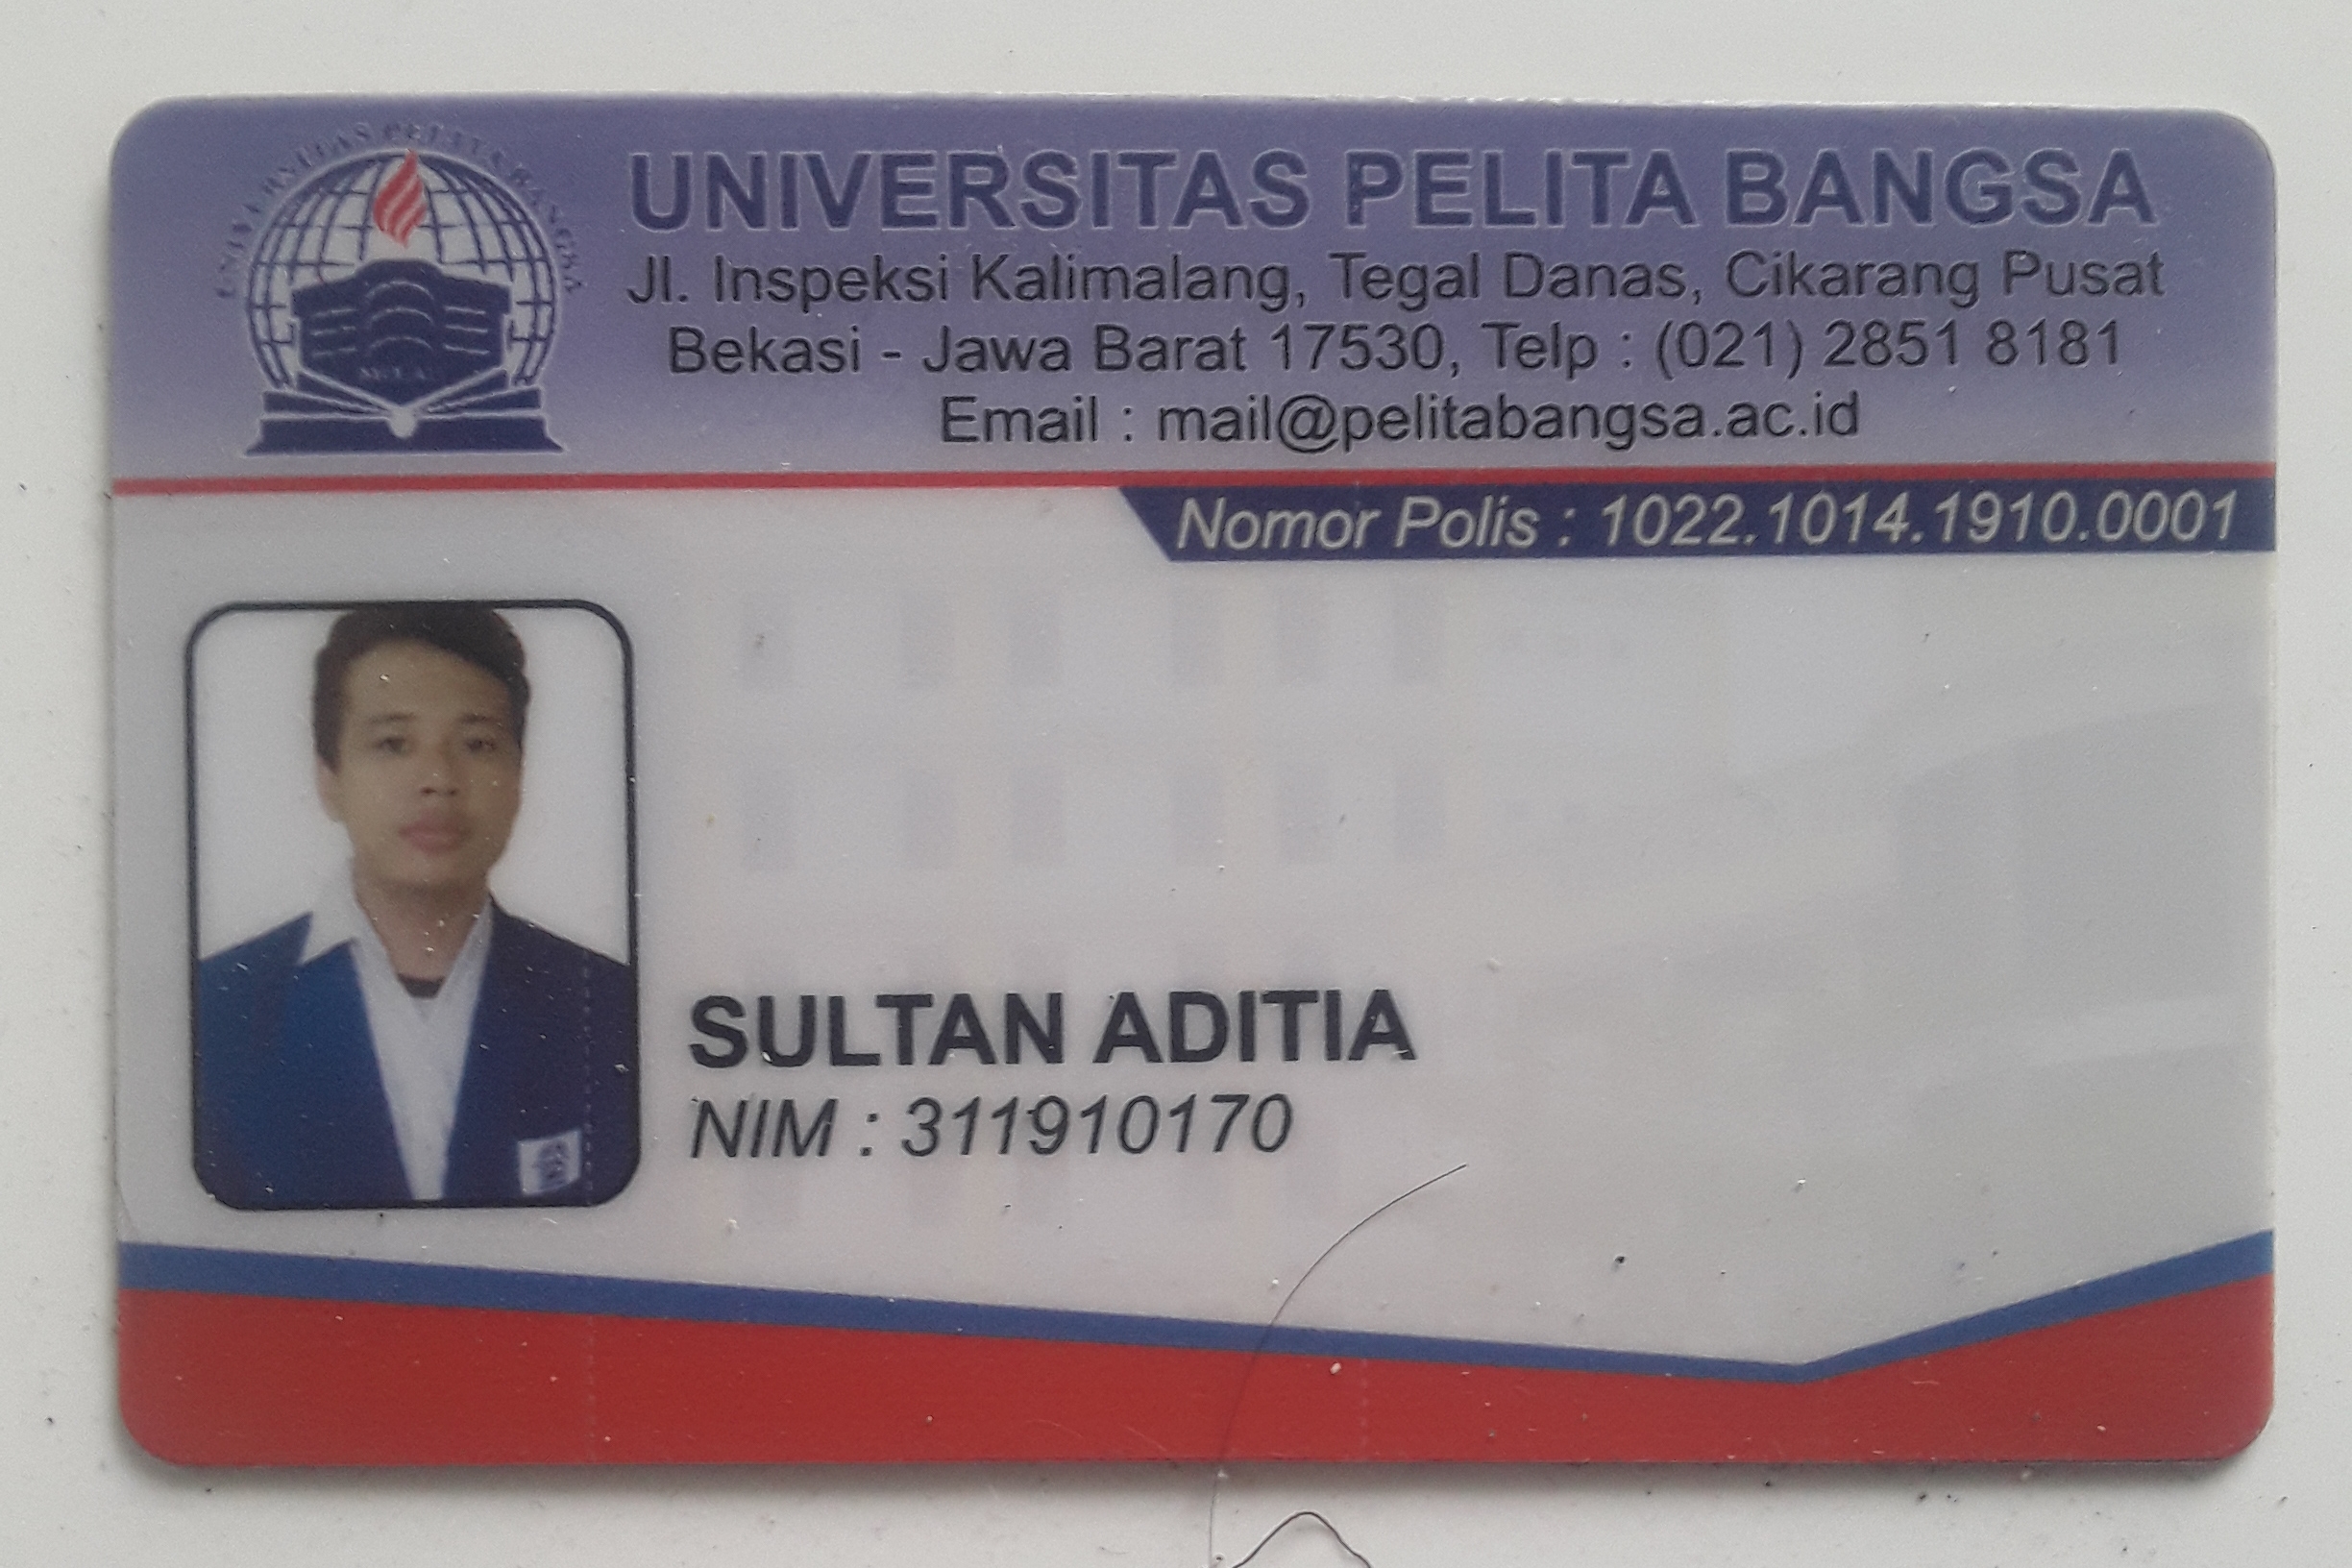 UNIVERSITAS PELITA BANGSA
UNIVERSITAS PELITA BANGSA
Jl. Inspeksi Kalimalang, Tegal Danas, Cikarang Pusat
Bekasi - Jawa Barat 17530, Telp : (021) 2851 8181
Email : mail@pelitabangsa.ac.id
Nomor Polis : 1022.1014.1910.0001
SULTAN ADITIA
NIM : 311910170